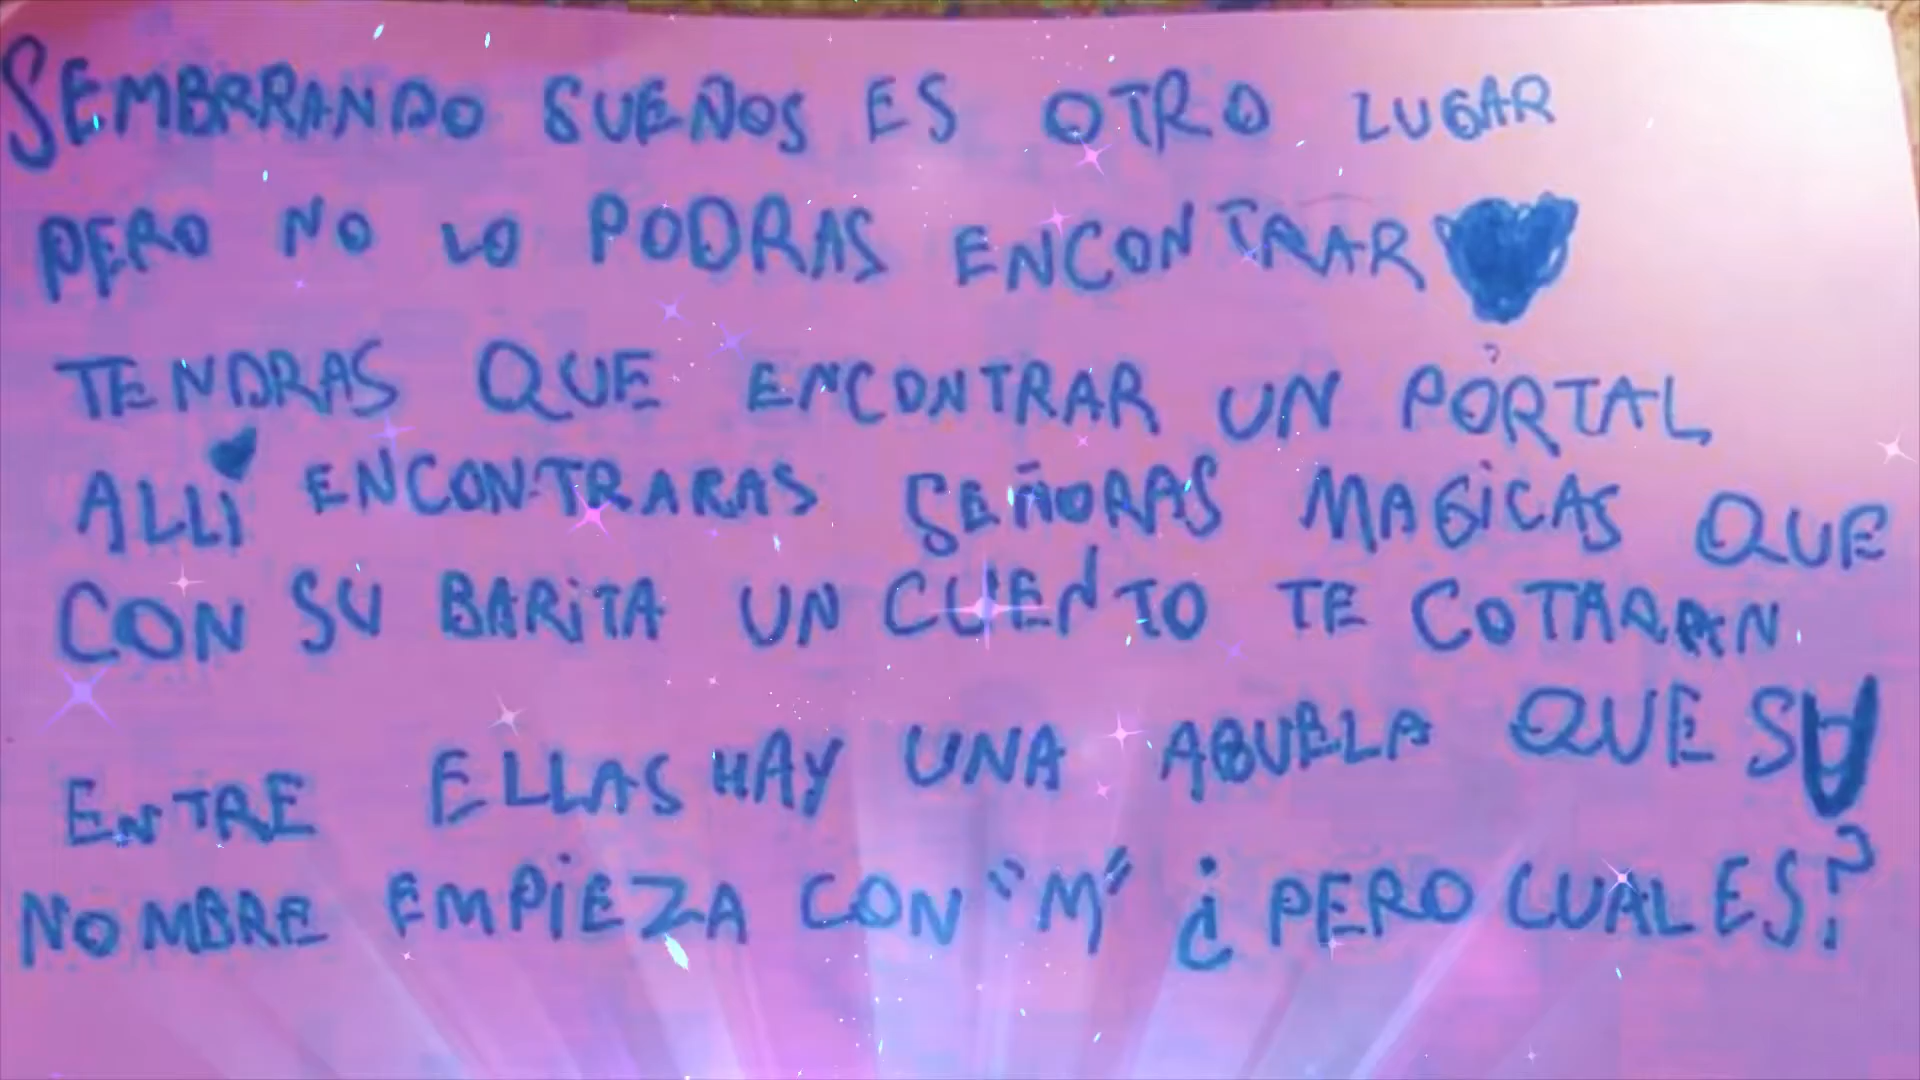 SEMBRRANDO SUEÑOS ES OTRO LUGAR
PERO NO LO PODRAS ENCONTRAR
TENDRAS QUE ENCONTRAR UN PORTAL
ALLI ENCONTRARAS SEÑORAS MAGICAS QUE
CON SU BARITA UN CUENTO TE COTARAN
ENTRE ELLAS HAY UNA ABUELA QUE SU
NOMBRE EMPIEZA CON "M" ¿PERO CUAL ES?